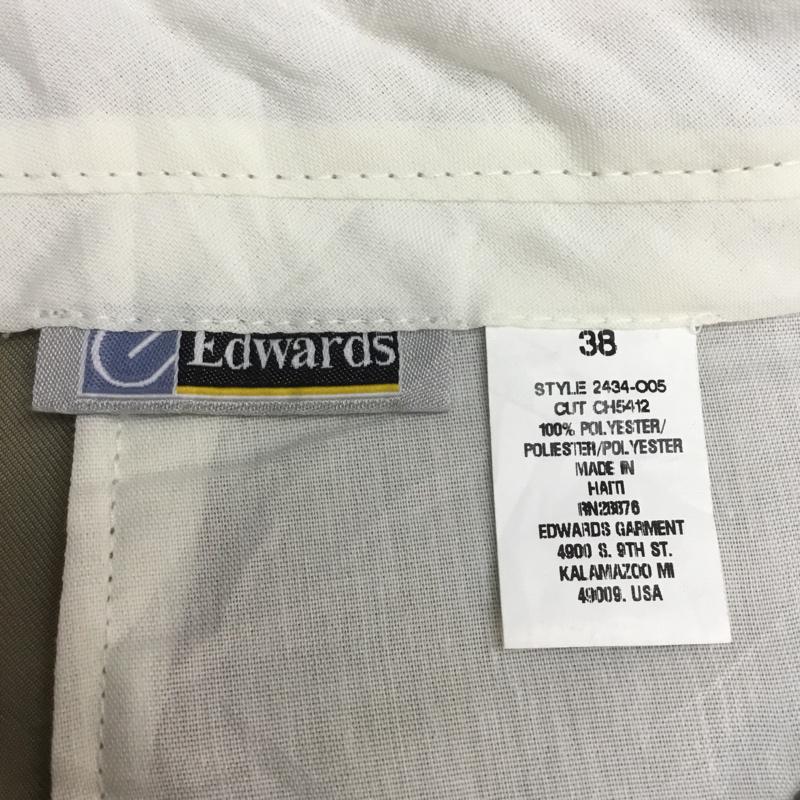 Edwards
38
STYLE 2434-005
CUT CH5412
100% POLYESTER/
POLIESTER/POLYESTER
MADE IN
HAITI
RN28876
EDWARDS GARMENT
4900 S. 9TH ST.
KALAMAZOO MI
49009. USA